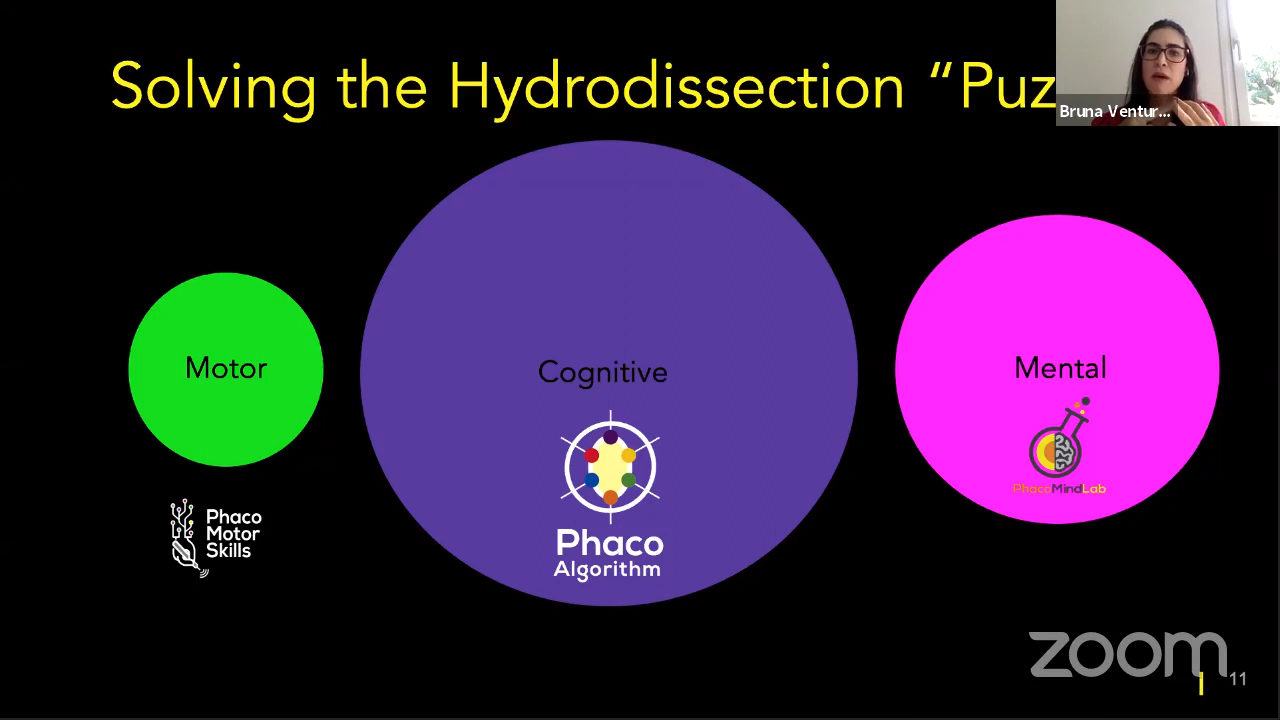 Solving the Hydrodissection “Puz
Bruna Ventur...
Motor
Cognitive
Mental
PhacoMindLab
Phaco
Motor
Skills
Phaco
Algorithm
zoom
11